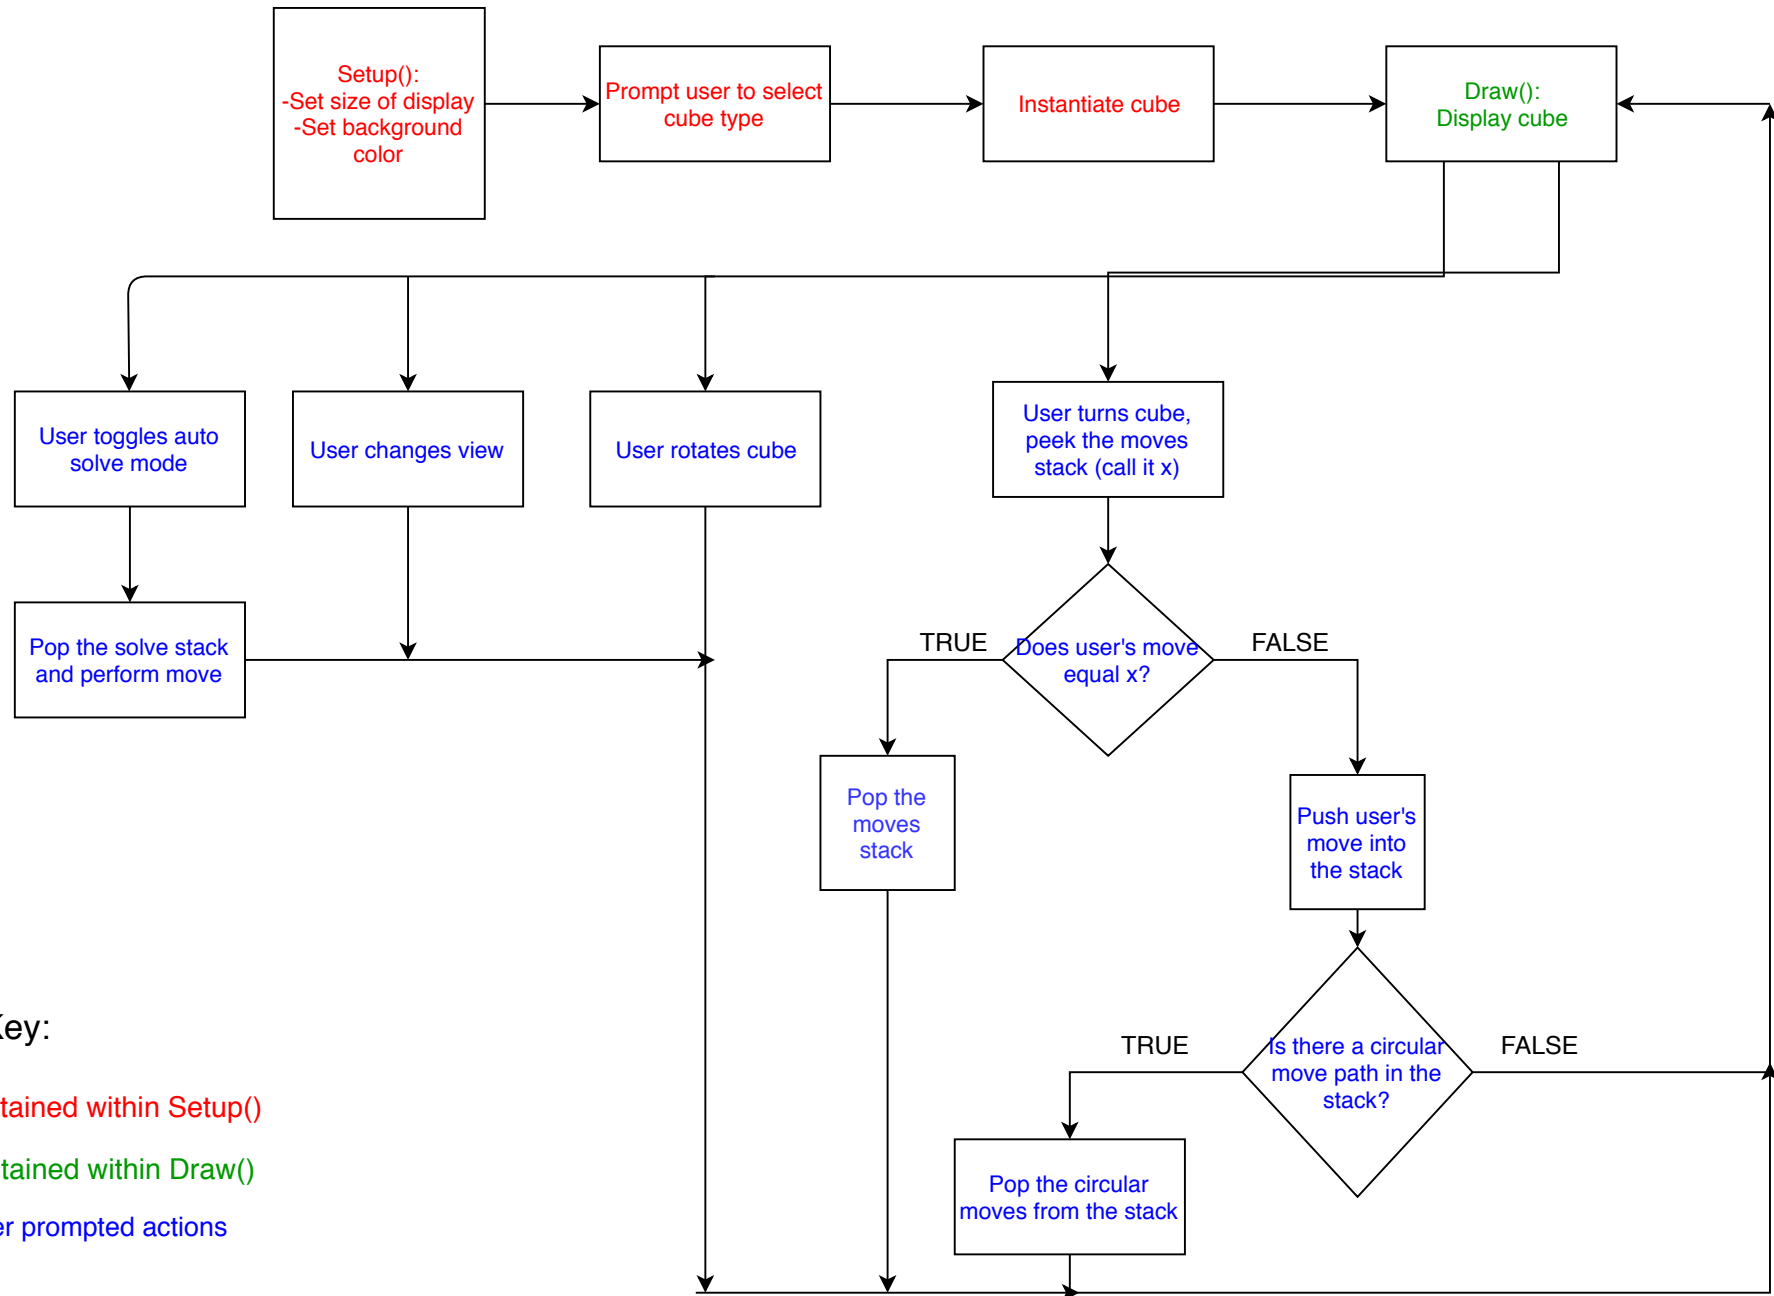 Setup():
-Set size of display
-Set background
color
Prompt user to select
cube type
Instantiate cube
Draw():
Display cube
User toggles auto
solve mode
User changes view
User rotates cube
User turns cube,
peek the moves
stack (call it x)
Pop the solve stack
and perform move
TRUE
Does user's move
equal x?
FALSE
Pop the
moves
stack
Push user's
move into
the stack
TRUE
Is there a circular
move path in the
stack?
FALSE
Pop the circular
moves from the stack
Key:
within Setup()
within Draw()
prompted actions